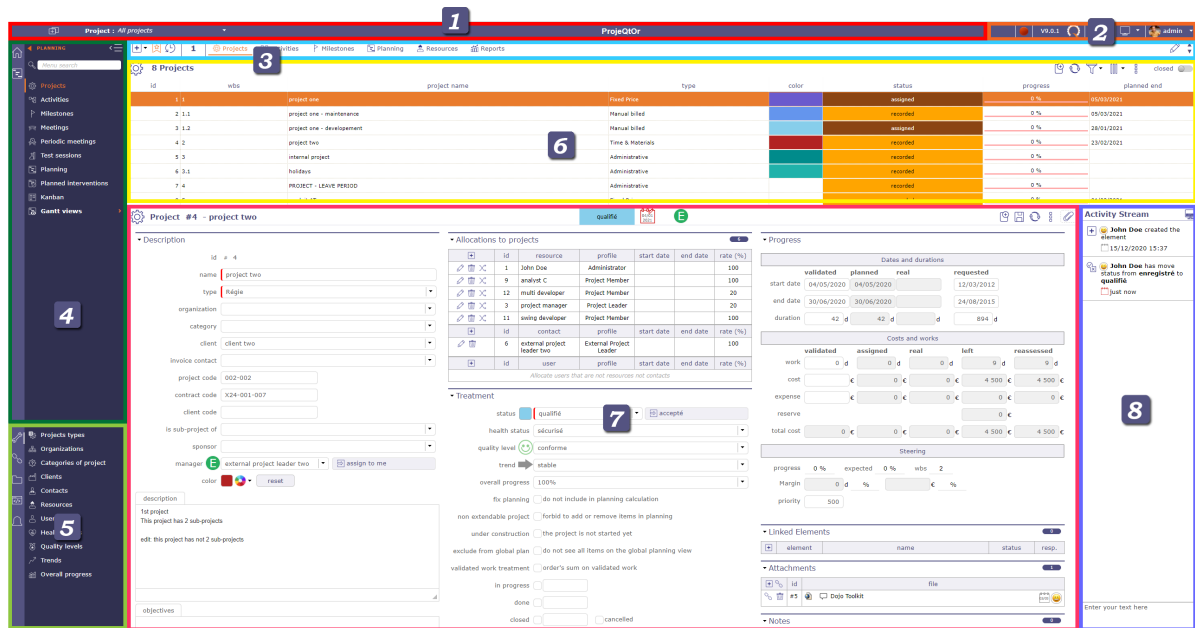 1
Project : All projects
ProjeQtOr
V9.0.1
2
admin
PLANNING
Menu search
Projects
Activities
Milestones
Meetings
Periodic meetings
Test sessions
Planning
Planned interventions
Kanban
Gantt views
4
Projects types
Organizations
Categories of project
Clients
Contacts
Resources
Quality levels
Trends
Overall progress
5
1 Projects Milestones Planning Resources Reports
3
8 Projects closed
id wbs project name type color status progress planned end
1 1 project one Fixed Price assigned 0 % 05/03/2021
2 1.1 project one - maintenance Manual billed recorded 0 % 05/03/2021
3 1.2 project one - developement Manual billed assigned 0 % 28/01/2021
4 2 project two Time & Materials recorded 0 % 23/02/2021
5 3 internal project Administrative recorded 0 %
6 3.1 holidays Administrative recorded 0 %
7 4 PROJECT - LEAVE PERIOD Administrative recorded 0 %
6
Project #4 - project two qualifié E
Description
id # 4
name project two
type Régie
organization
category
client client two
invoice contact
project code 002-002
contract code X24-001-007
client code
is sub-project of
sponsor
manager E external project leader two assign to me
color reset
description
1st project
This project has 2 sub-projects
edit: this project has not 2 sub-projects
objectives
Allocations to projects 6
id resource profile start date end date rate (%)
1 John Doe Administrator 100
9 analyst C Project Member 100
12 multi developer Project Member 20
3 project manager Project Leader 20
11 swing developer Project Member 100
id contact profile start date end date rate (%)
6 external project leader two External Project Leader 100
id user profile start date end date rate (%)
Allocate users that are not resources not contacts
Treatment
status qualifié accepté
7
health status sécurisé
quality level conforme
trend stable
overall progress 100%
fix planning do not include in planning calculation
non extendable project forbid to add or remove items in planning
under construction the project is not started yet
exclude from global plan do not see all items on the global planning view
validated work treatment order's sum on validated work
in progress
done
closed cancelled
Progress
Dates and durations
validated planned real requested
start date 04/05/2020 04/05/2020 12/03/2012
end date 30/06/2020 30/06/2020 24/08/2015
duration 42 d 42 d d 894 d
Costs and works
validated assigned real left reassessed
work 0 d 0 d 0 d 9 d 9 d
cost € 0 € 0 € 4 500 € 4 500 €
expense € 0 € 0 € 0 € 0 €
reserve 0 €
total cost 0 € 0 € 0 € 4 500 € 4 500 €
Steering
progress 0 % expected 0 % wbs 2
Margin 0 d % € %
priority 500
Linked Elements 0
element name status resp.
Attachments 1
id file
#5 Dojo Toolkit
Notes 0
Activity Stream
John Doe created the
element
15/12/2020 15:37
John Doe has move
status from enregistré to
qualifié
just now
8
Enter your text here